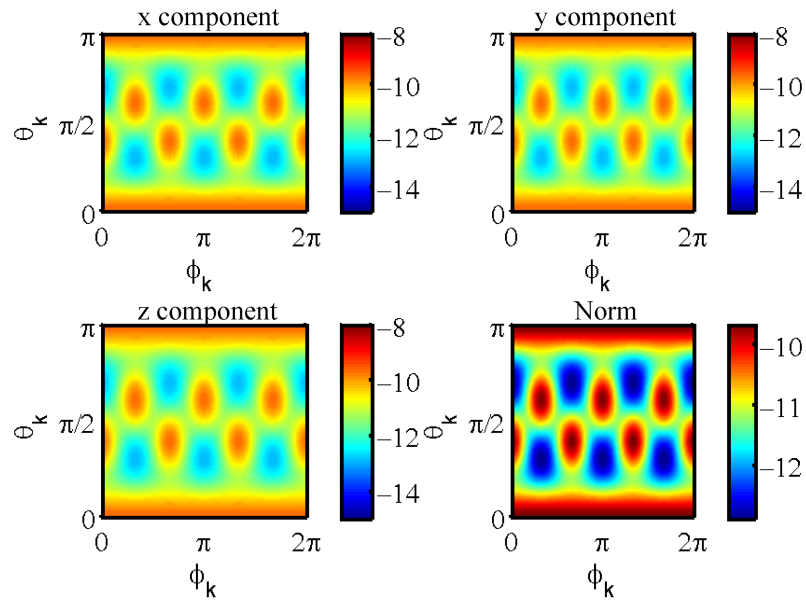 x component
π
π/2
0
θk
0
π
2π
ϕk
−8
−10
−12
−14
y component
π
π/2
0
θk
0
π
2π
ϕk
−8
−10
−12
−14
z component
π
π/2
0
θk
0
π
2π
ϕk
−8
−10
−12
−14
Norm
π
π/2
0
θk
0
π
2π
ϕk
−10
−11
−12